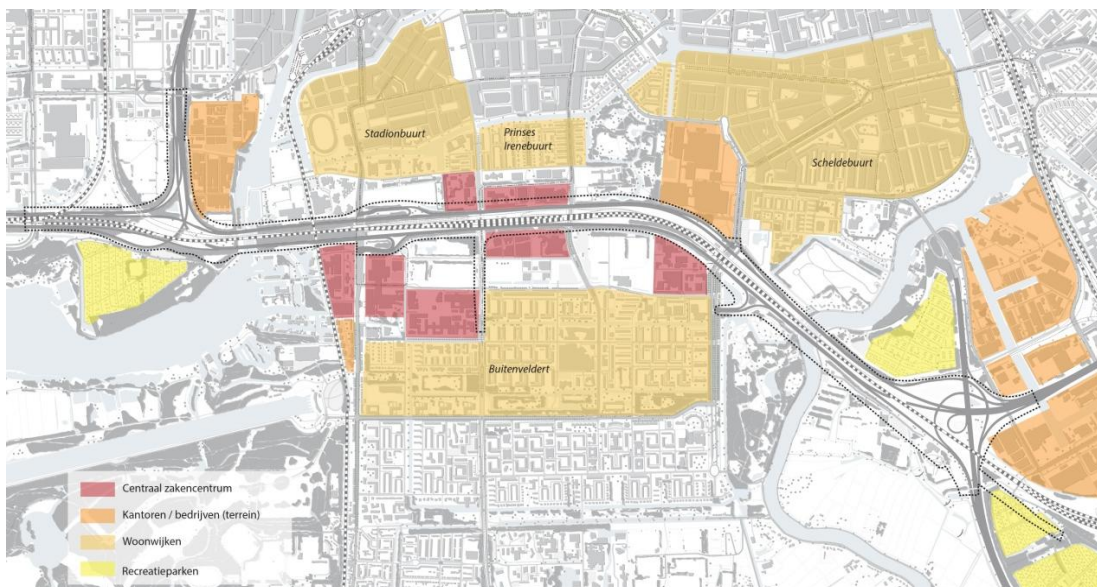 Stadionbuurt
Prinses
Irenebuurt
Scheldebuurt
Buitenveldert
Centraal zakencentrum
Kantoren / bedrijven (terrein)
Woonwijken
Recreatieparken